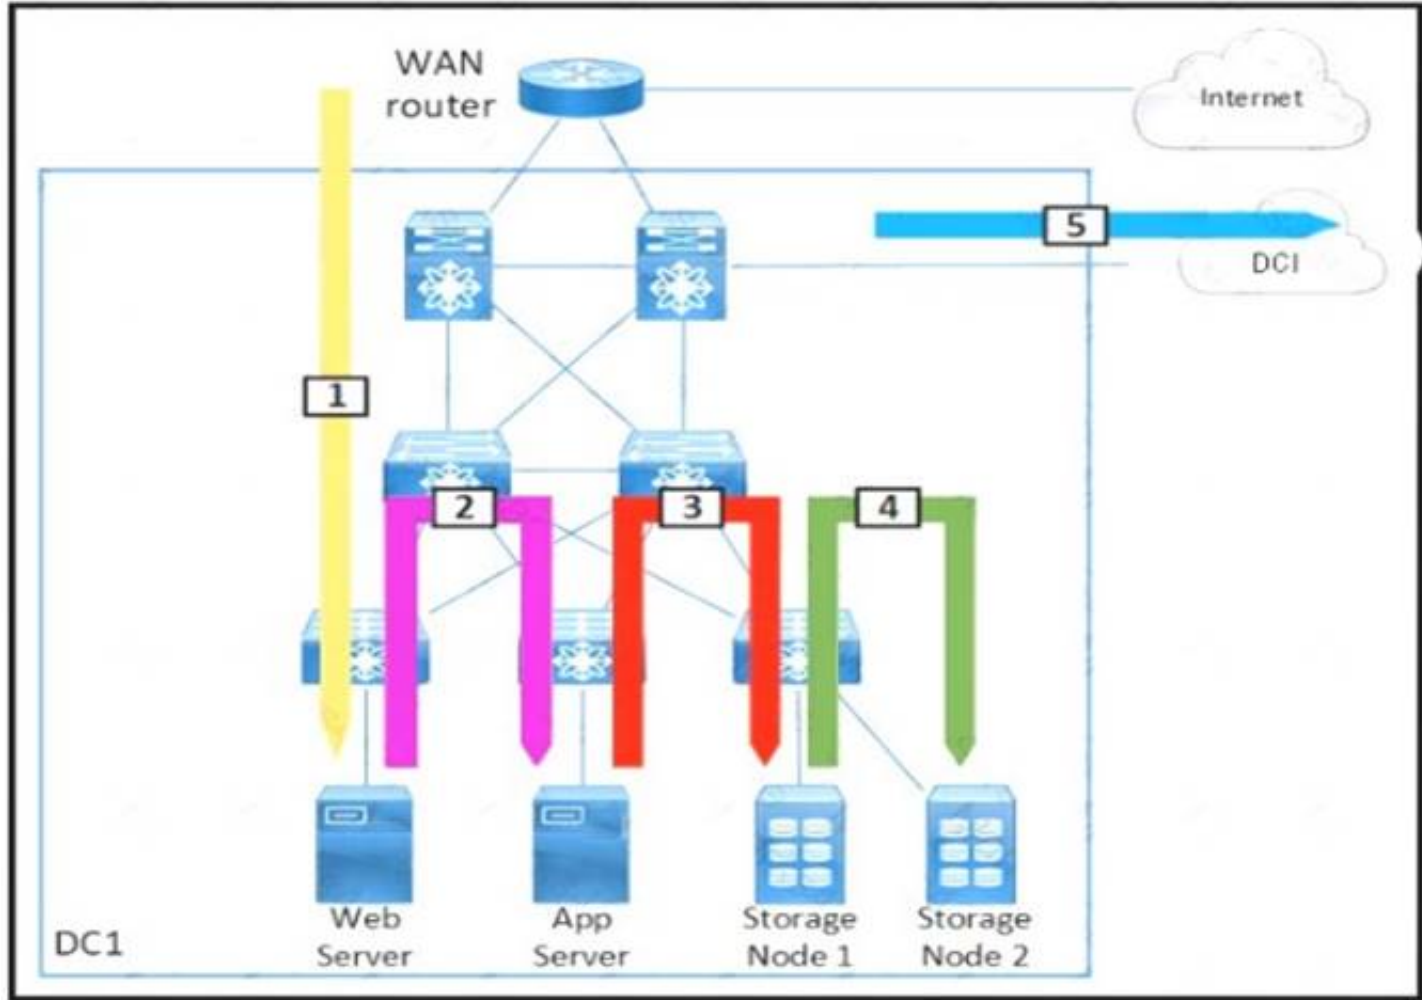 WAN
router
Internet
5
DCI
1
2
3
4
Web
Server
App
Server
Storage
Node 1
Storage
Node 2
DC1